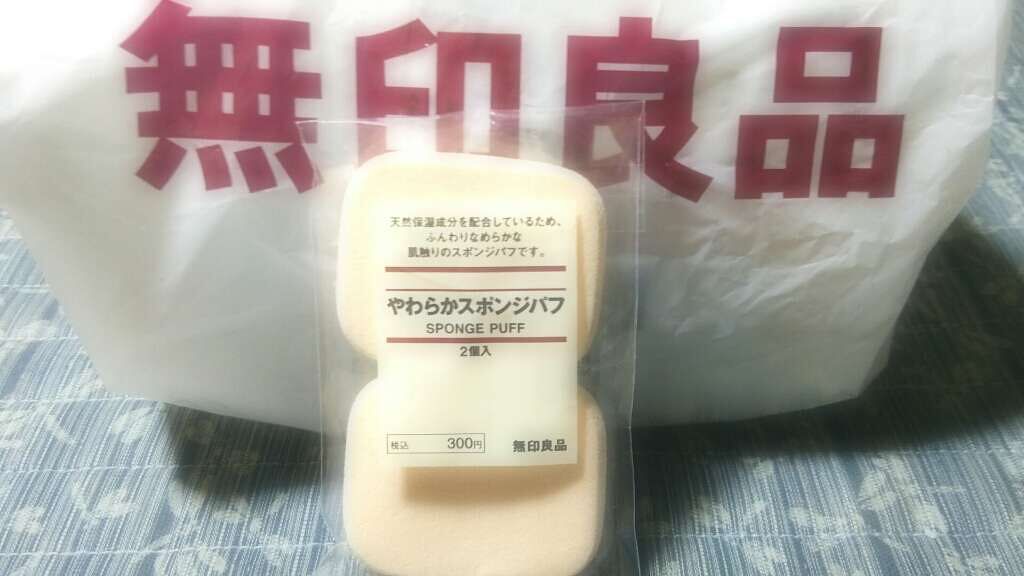 無印良品
天然保湿成分を配合しているため、
ふんわりなめらかな
肌触りのスポンジパフです。
やわらかスポンジパフ
SPONGE PUFF
2個入
税込 300円
無印良品